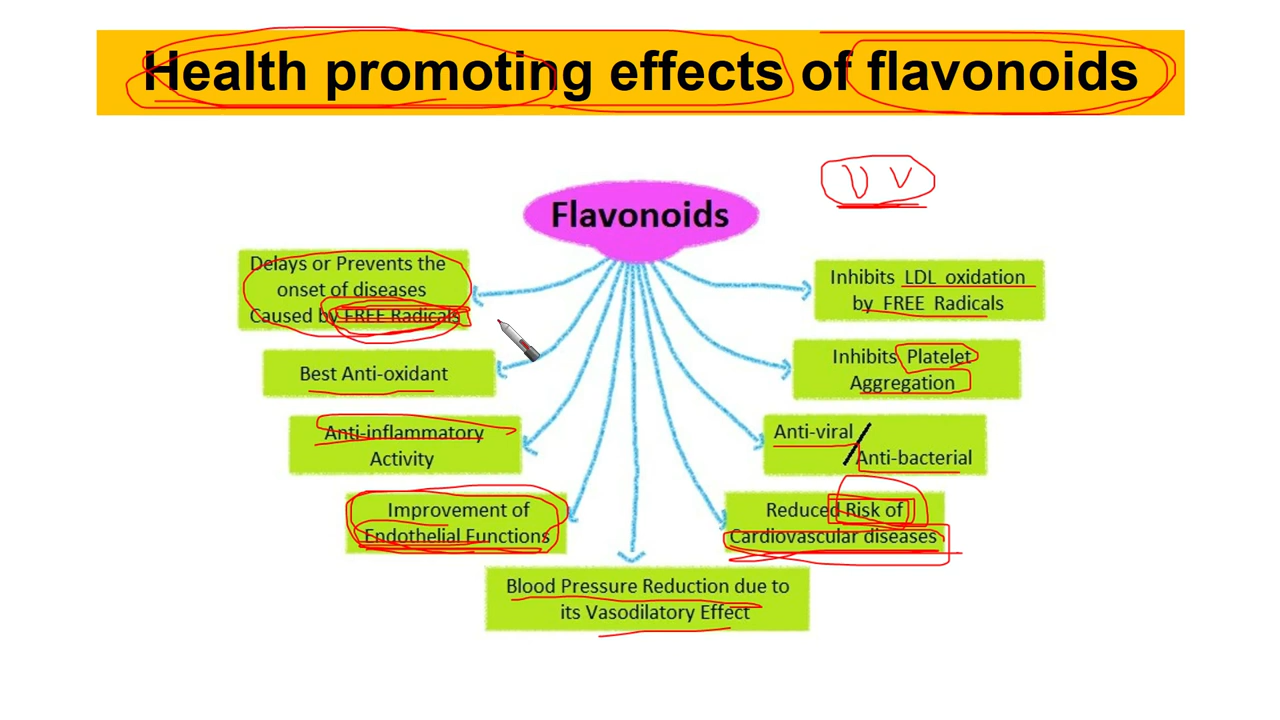 Health promoting effects of flavonoids
V V
Flavonoids
Delays or Prevents the
onset of diseases
Caused by FREE Radicals
Best Anti-oxidant
Anti-inflammatory
Activity
Improvement of
Endothelial Functions
Blood Pressure Reduction due to
its Vasodilatory Effect
Inhibits LDL oxidation
by FREE Radicals
Inhibits Platelet
Aggregation
Anti-viral/
Anti-bacterial
Reduced Risk of
Cardiovascular diseases